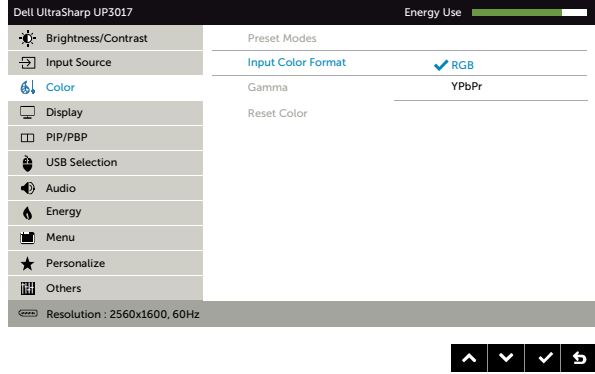 Dell UltraSharp UP3017 Energy Use
Brightness/Contrast Preset Modes
Input Source Input Color Format RGB
Color Gamma YPbPr
Display Reset Color
PIP/PBP
USB Selection
Audio
Energy
Menu
Personalize
Others
Resolution : 2560x1600, 60Hz